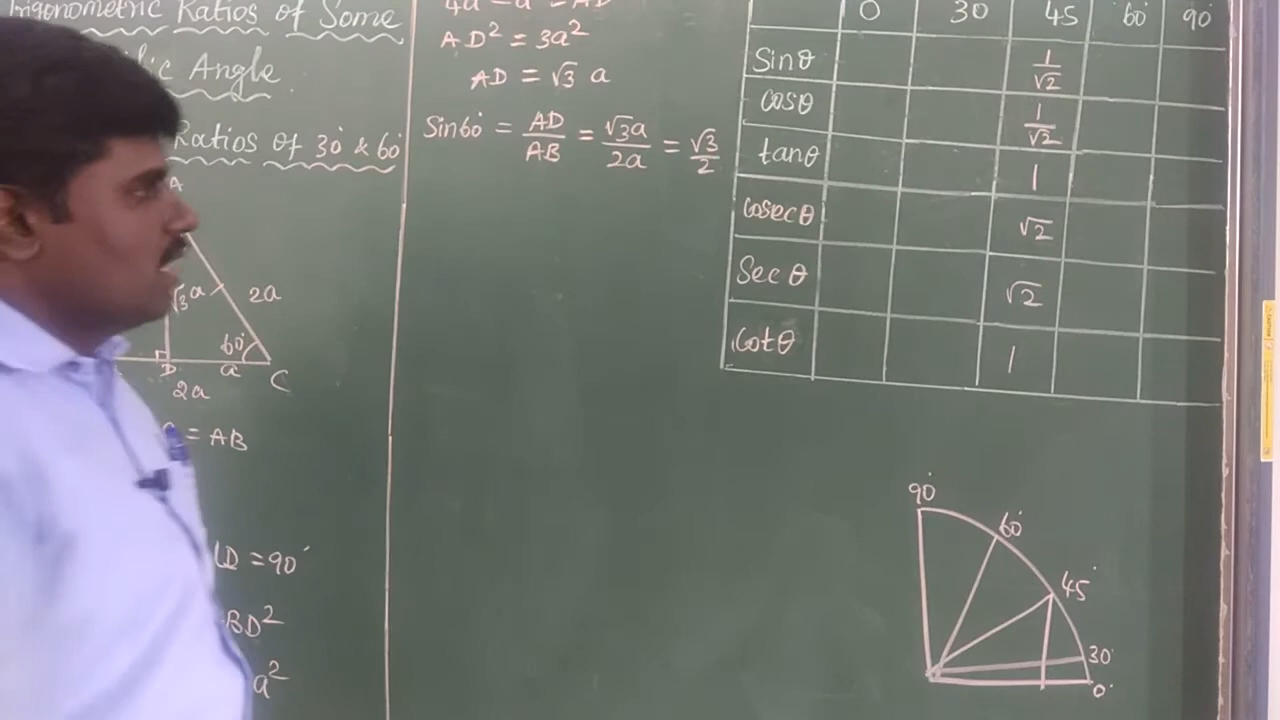 Trigonometric Ratios of Some
Angle
Ratios of 30° & 60°
A
√3 a
2a
60°
D
a
C
2a
= AB
∠D = 90°
BD²
a²
AD² = 3a²
AD = √3 a
Sin60° = AD/AB = √3a/2a = √3/2
0 30 45 60 90
Sinθ 1/√2
cosθ 1/√2
tanθ 1
cosecθ √2
Secθ √2
Cotθ 1
90°
60°
45°
30°
0°